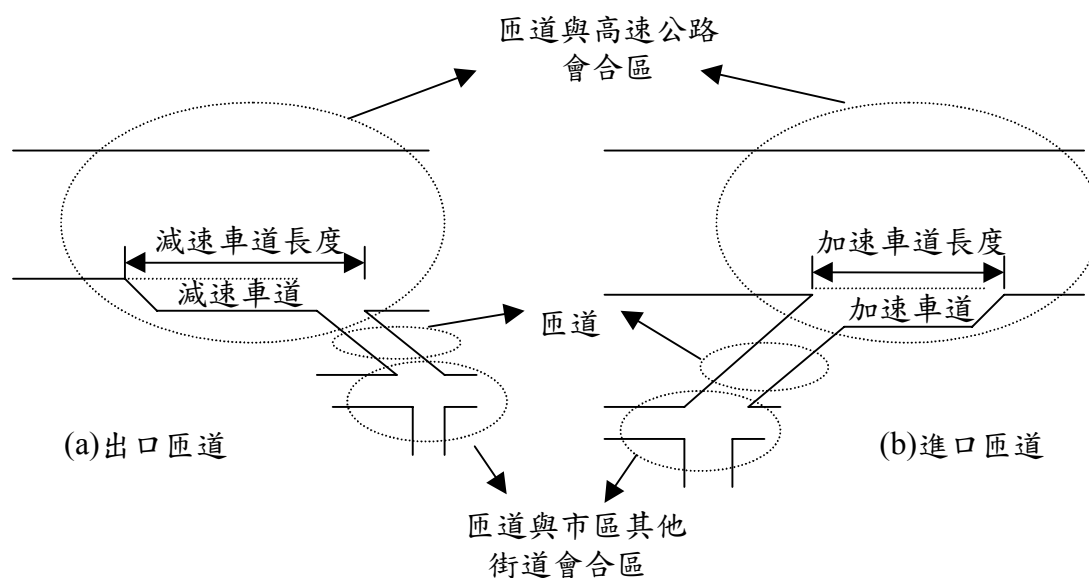 匝道與高速公路
會合區
減速車道長度
加速車道長度
減速車道
加速車道
匝道
(a)出口匝道
(b)進口匝道
匝道與市區其他
街道會合區